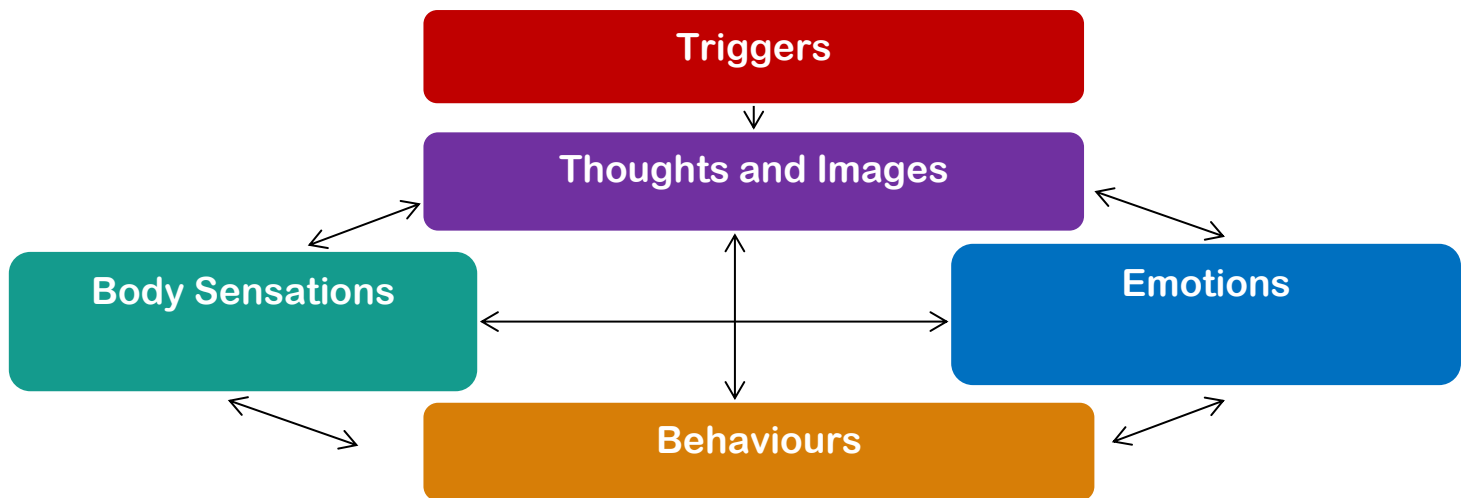 Triggers
Thoughts and Images
Body Sensations
Emotions
Behaviours